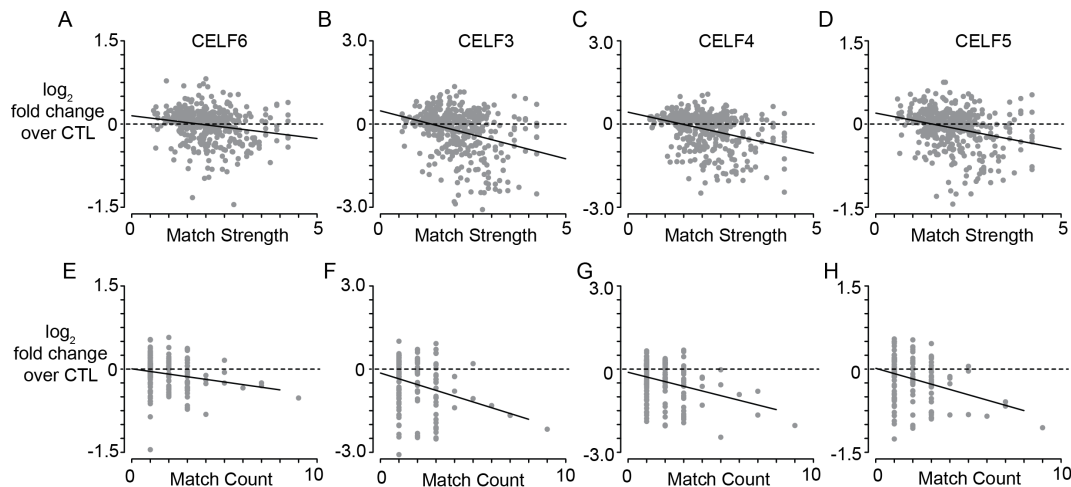 A B C D
CELF6 CELF3 CELF4 CELF5
1.5 3.0 3.0 1.5
log2
fold change
over CTL
0 0 0 0
-1.5 -3.0 -3.0 -1.5
0 5 0 5 0 5 0 5
Match Strength Match Strength Match Strength Match Strength
E F G H
1.5 3.0 3.0 1.5
log2
fold change
over CTL
0 0 0 0
-1.5 -3.0 -3.0 -1.5
0 10 0 10 0 10 0 10
Match Count Match Count Match Count Match Count